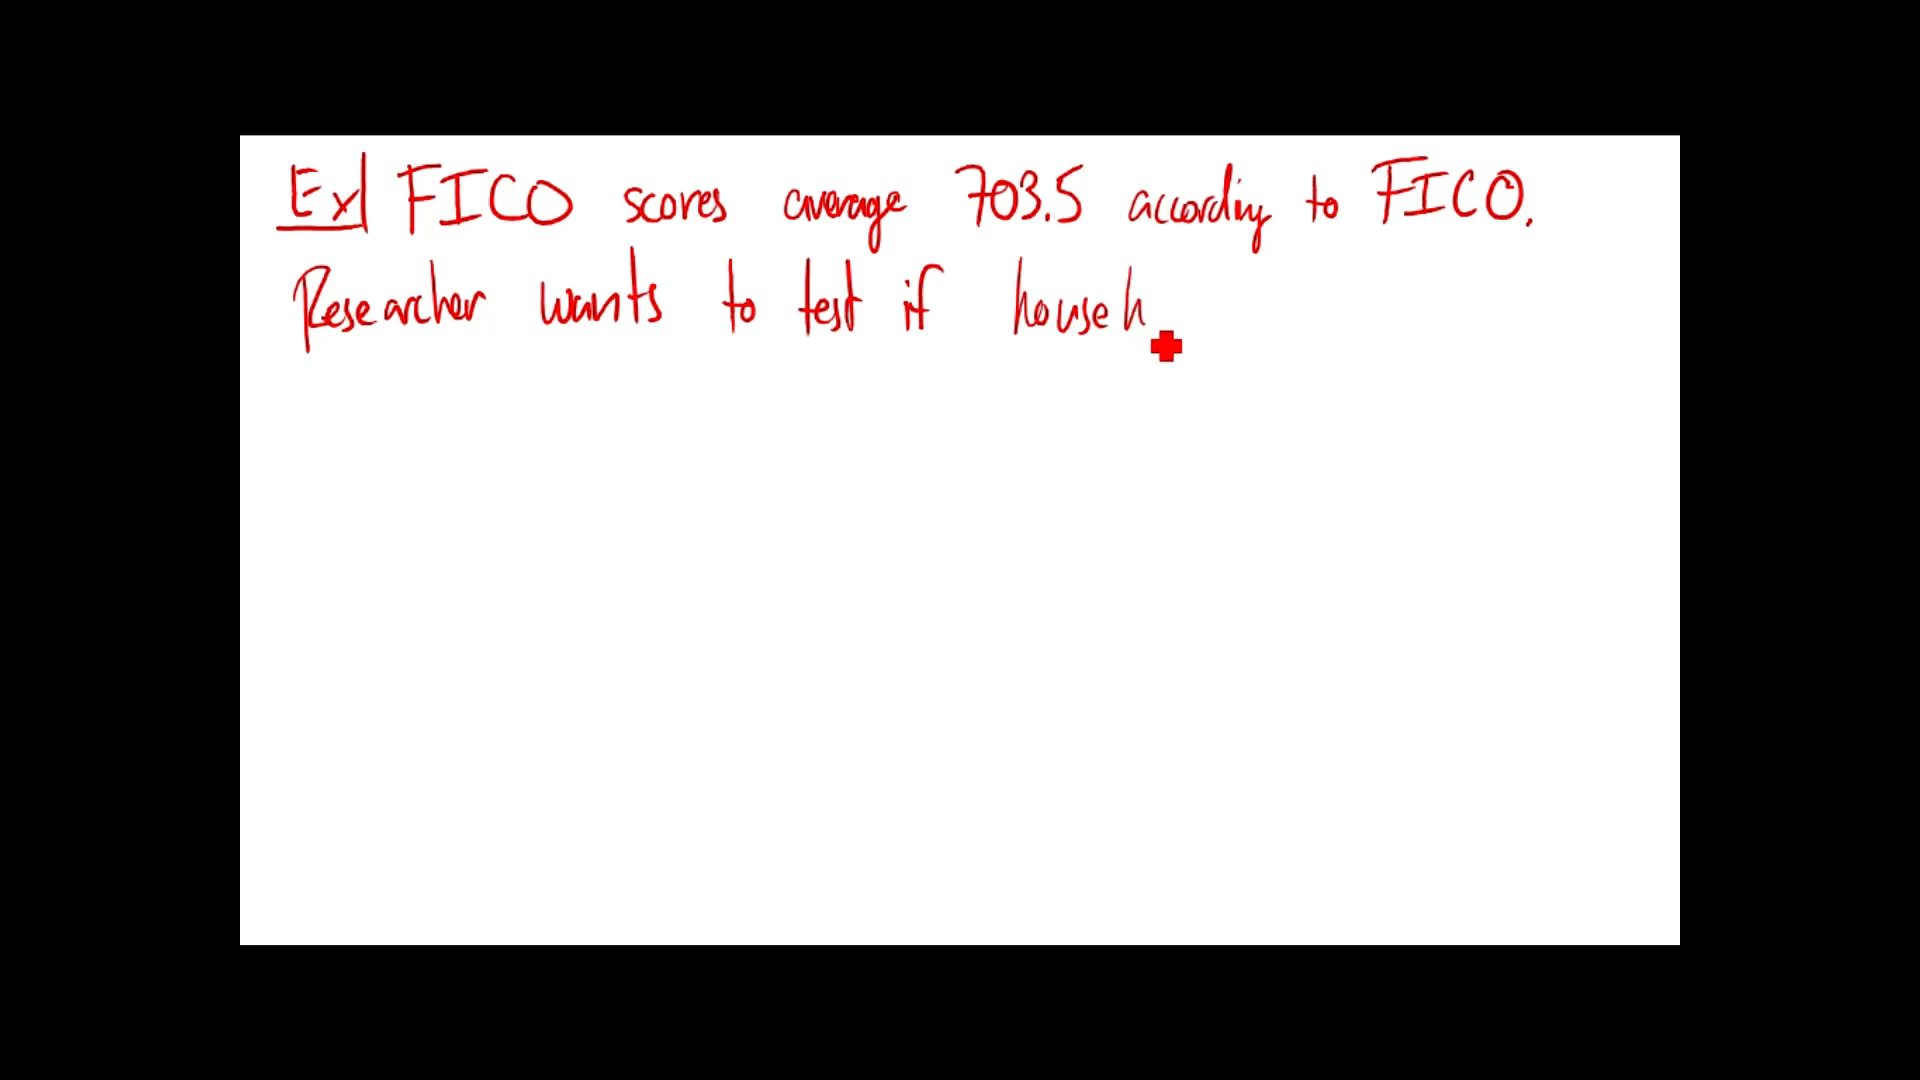 Ex| FICO scores average 703.5 according to FICO.
Researcher wants to test if househ